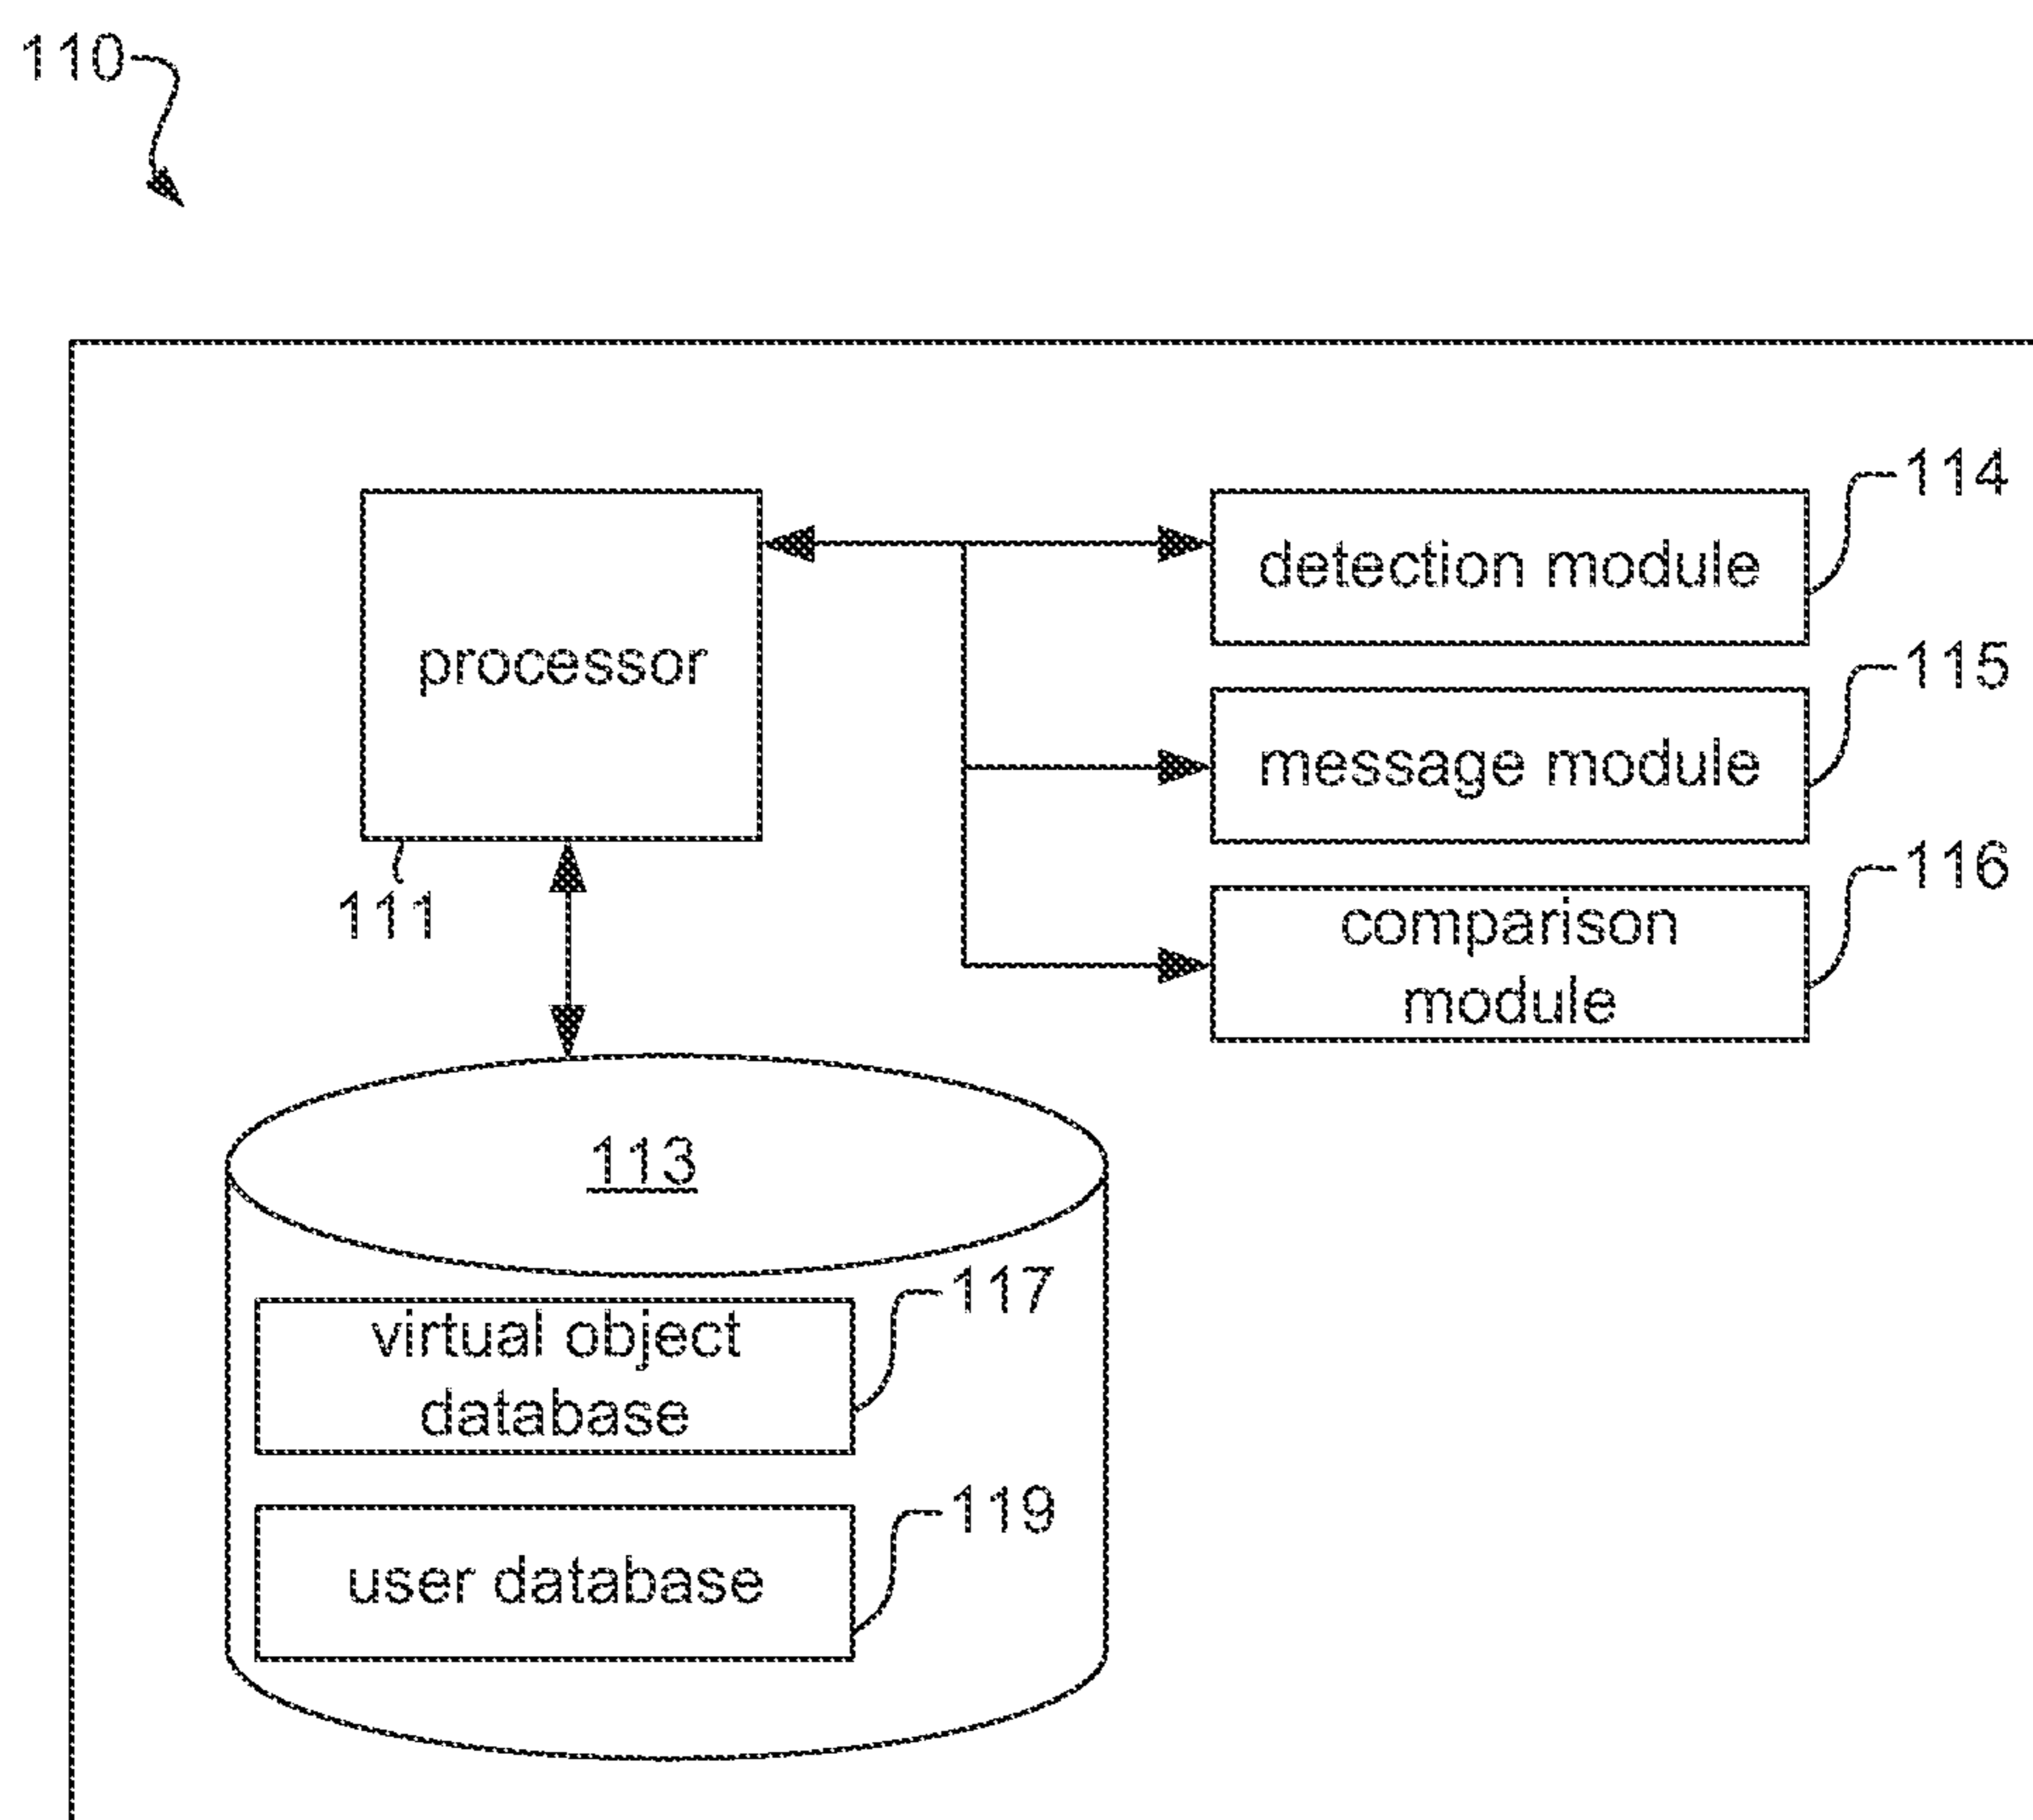 110
114
detection module
processor
115
message module
111
116
comparison
module
113
117
virtual object
database
119
user database